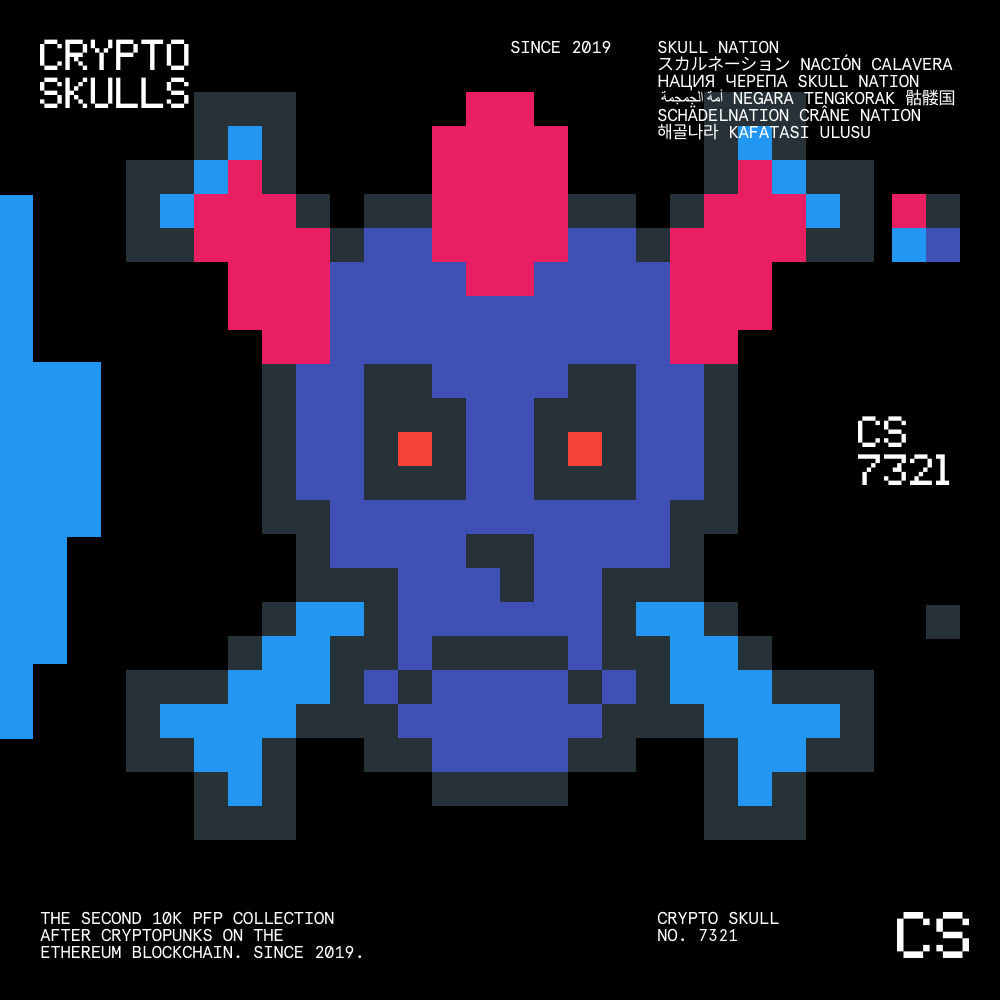 CRYPTO
SKULLS
SINCE 2019
SKULL NATION
スカルネーション NACIÓN CALAVERA
НАЦИЯ ЧЕРЕПА SKULL NATION
أمة الجمجمة NEGARA TENGKORAK 骷髅国
SCHÄDELNATION CRÂNE NATION
해골나라 KAFATASI ULUSU
CS
7321
THE SECOND 10K PFP COLLECTION
AFTER CRYPTOPUNKS ON THE
ETHEREUM BLOCKCHAIN. SINCE 2019.
CRYPTO SKULL
NO. 7321
CS